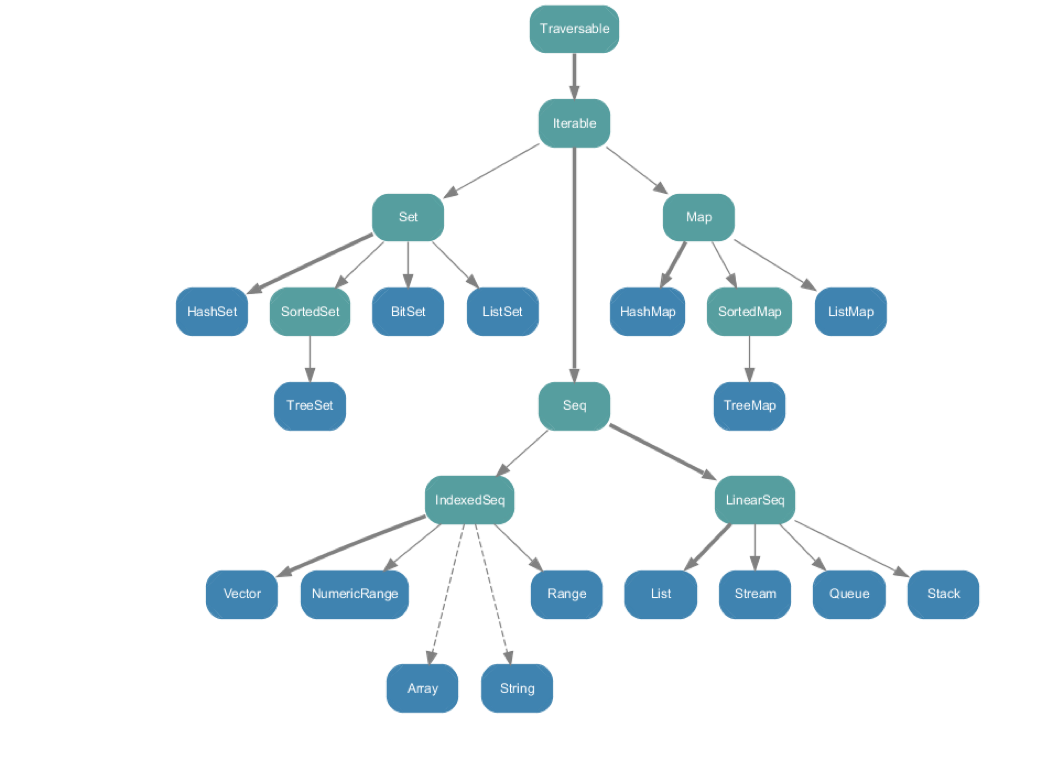 Traversable
Iterable
Set
Map
HashSet
SortedSet
BitSet
ListSet
HashMap
SortedMap
ListMap
TreeSet
Seq
TreeMap
IndexedSeq
LinearSeq
Vector
NumericRange
Range
List
Stream
Queue
Stack
Array
String